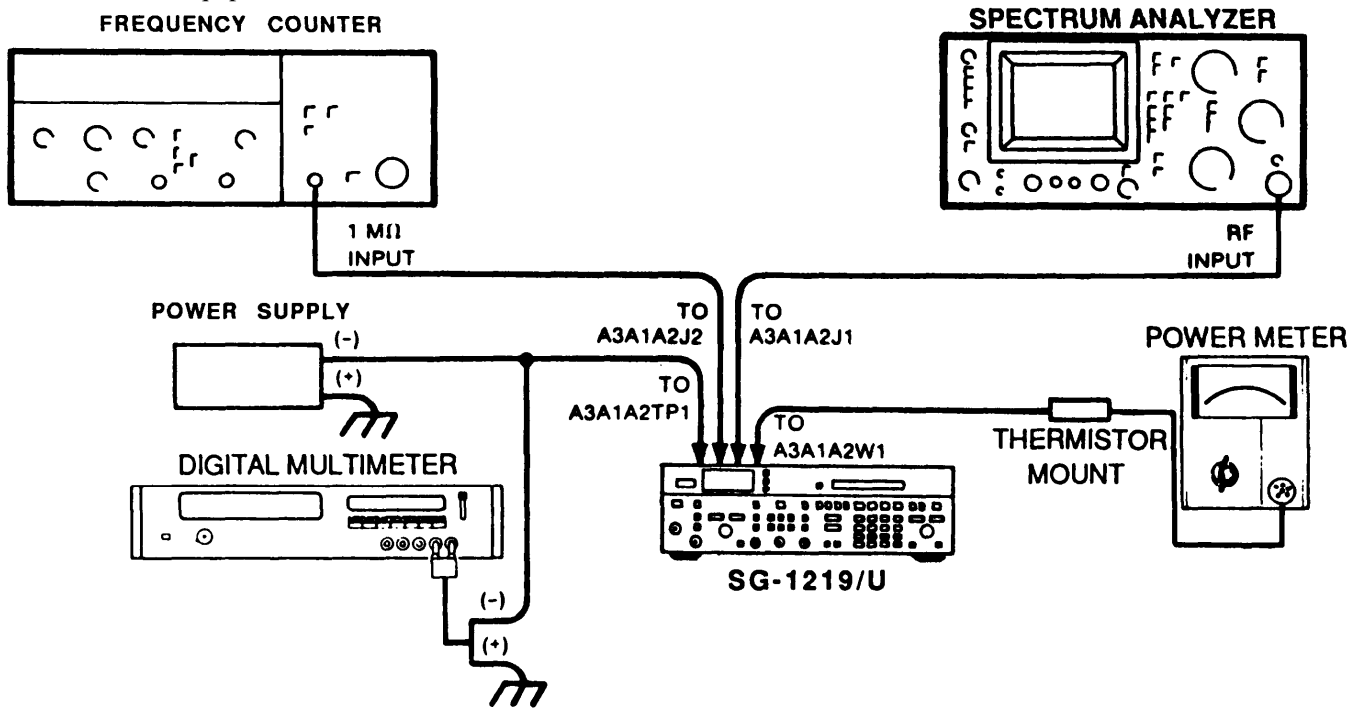 FREQUENCY COUNTER
SPECTRUM ANALYZER
1 MΩ
INPUT
RF
INPUT
POWER SUPPLY
(-)
(+)
TO
A3A1A2J2
TO
A3A1A2J1
TO
A3A1A2TP1
TO
A3A1A2W1
POWER METER
THERMISTOR
MOUNT
DIGITAL MULTIMETER
(-)
(+)
SG-1219/U